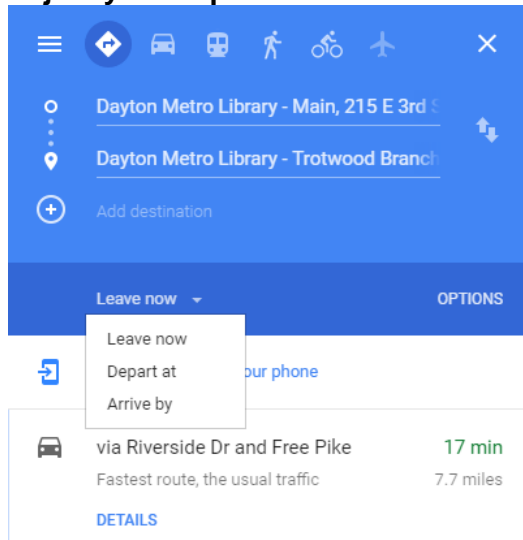 Dayton Metro Library - Main, 215 E 3rd S
Dayton Metro Library - Trotwood Branch
Add destination
Leave now
OPTIONS
Leave now
Depart at
our phone
Arrive by
via Riverside Dr and Free Pike
17 min
Fastest route, the usual traffic
7.7 miles
DETAILS